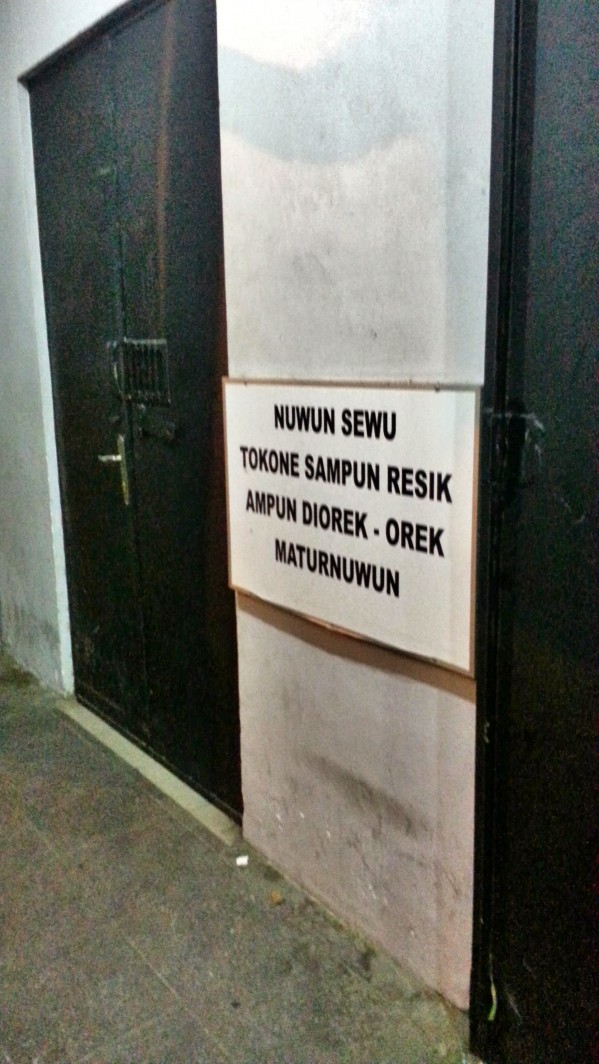 NUWUN SEWU
TOKONE SAMPUN RESIK
AMPUN DIOREK - OREK
MATURNUWUN